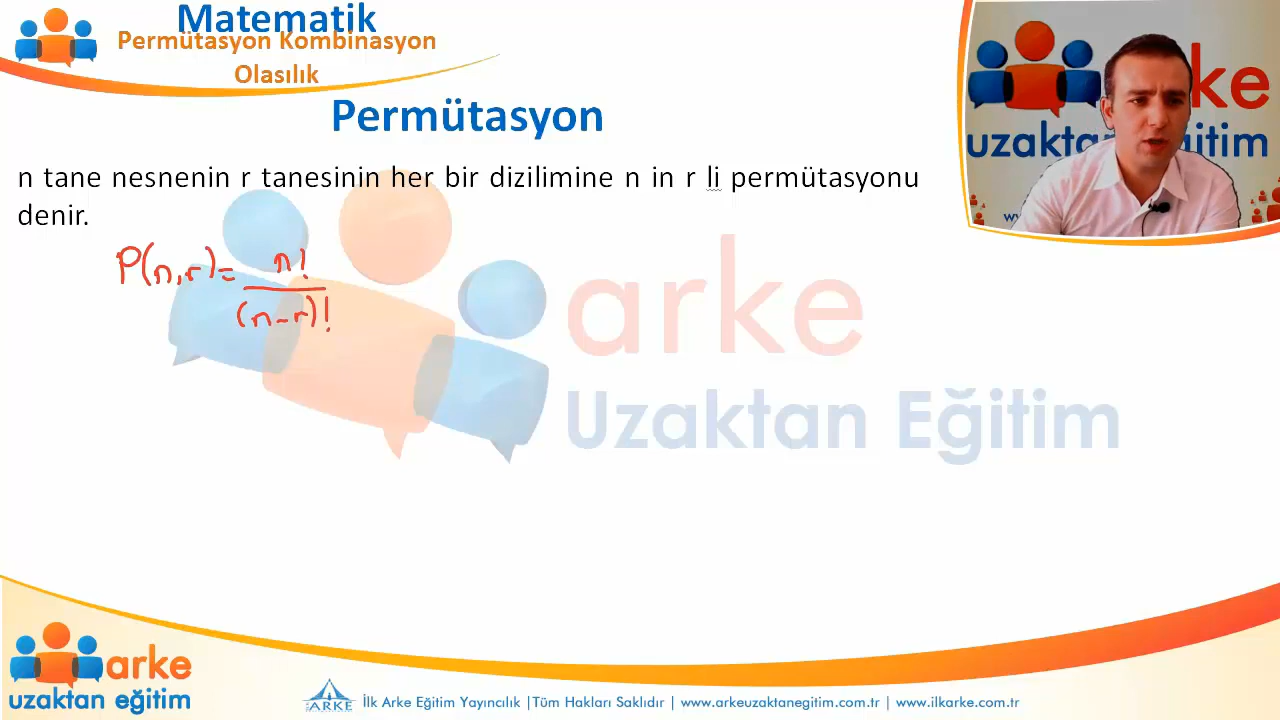 Matematik
Permütasyon Kombinasyon
Olasılık
Permütasyon
n tane nesnenin r tanesinin her bir dizilimine n in r li permütasyonu
denir.
P(n,r)= n!
(n-r)!
arke
Uzaktan Eğitim
rke
uzaktan eğitim
arke
uzaktan eğitim
ARKE
İlk Arke Eğitim Yayıncılık |Tüm Hakları Saklıdır | www.arkeuzaktanegitim.com.tr | www.ilkarke.com.tr